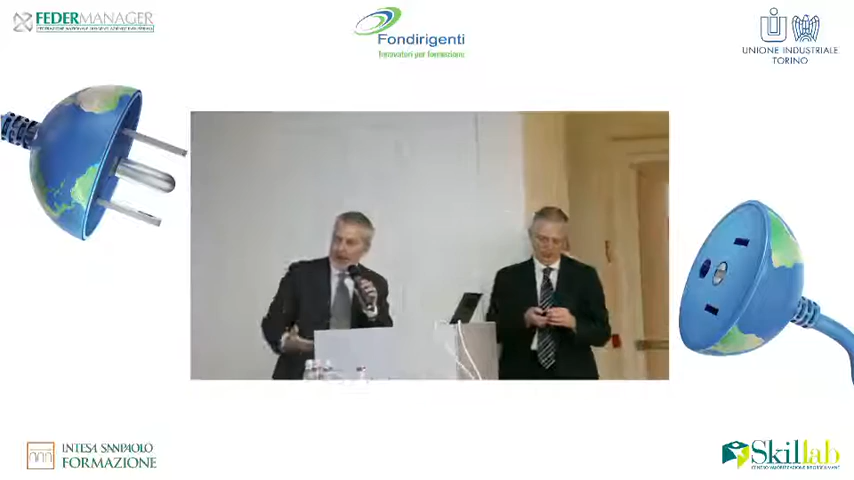 FEDERMANAGER
Fondirigenti
Innovatori per formazione
UNIONE INDUSTRIALE
TORINO
INTESA SANPAOLO
FORMAZIONE
Skillab